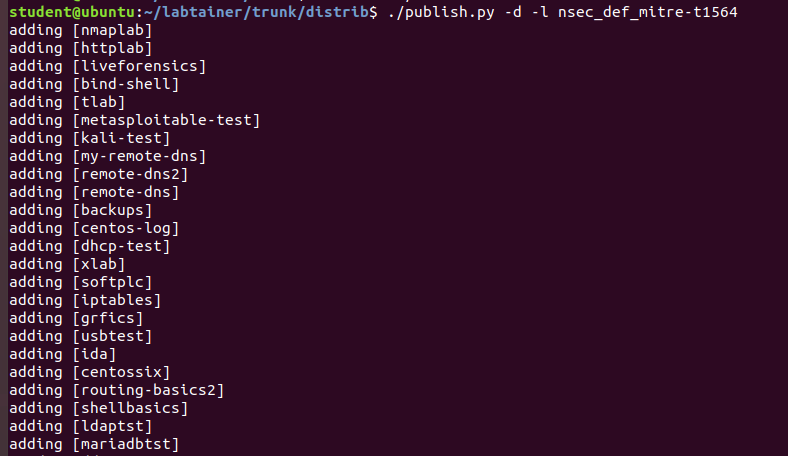 student@ubuntu:~/labtainer/trunk/distrib$ ./publish.py -d -l nsec_def_mitre-t1564
adding [nmaplab]
adding [httplab]
adding [liveforensics]
adding [bind-shell]
adding [tlab]
adding [metasploitable-test]
adding [kali-test]
adding [my-remote-dns]
adding [remote-dns2]
adding [remote-dns]
adding [backups]
adding [centos-log]
adding [dhcp-test]
adding [xlab]
adding [softplc]
adding [iptables]
adding [grfics]
adding [usbtest]
adding [ida]
adding [centossix]
adding [routing-basics2]
adding [shellbasics]
adding [ldaptst]
adding [mariadbtst]